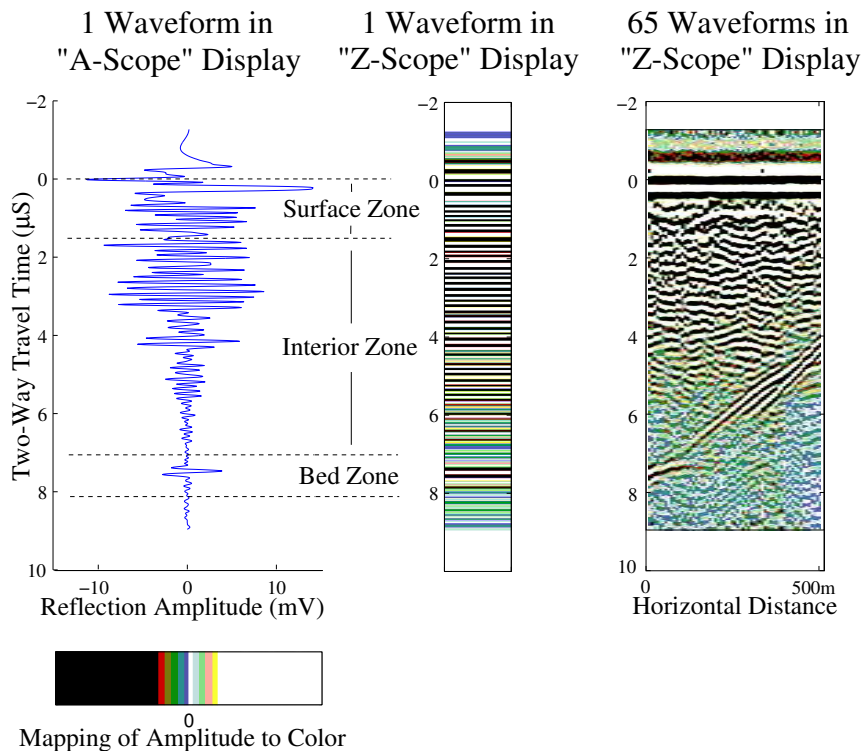 1 Waveform in
"A-Scope" Display
1 Waveform in
"Z-Scope" Display
65 Waveforms in
"Z-Scope" Display
−2
0
2
4
6
8
10
Two-Way Travel Time (µS)
−10
0
10
Reflection Amplitude (mV)
Surface Zone
Interior Zone
Bed Zone
−2
0
2
4
6
8
−2
0
2
4
6
8
10
0
500m
Horizontal Distance
0
Mapping of Amplitude to Color